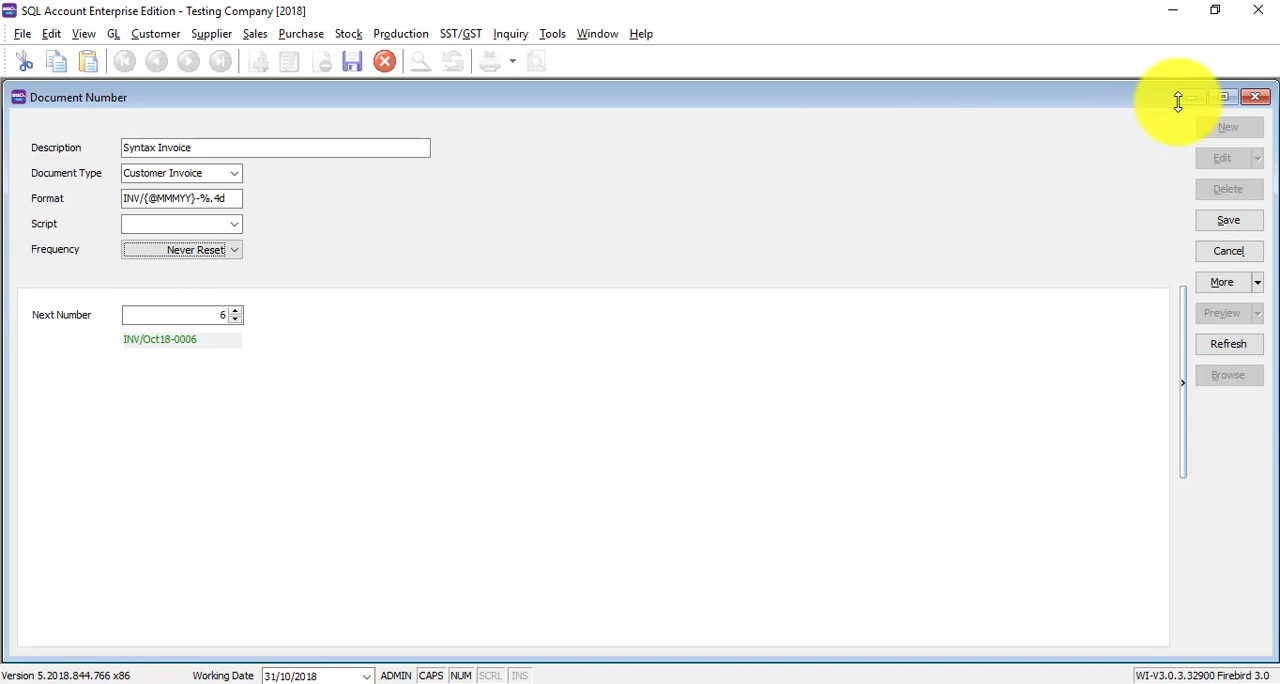 SQL Account Enterprise Edition - Testing Company [2018]
File Edit View GL Customer Supplier Sales Purchase Stock Production SST/GST Inquiry Tools Window Help
Document Number
New
Description Syntax Invoice
Edit
Document Type Customer Invoice
Delete
Format INV/{@MMMYY}-%.4d
Save
Script
Frequency Never Reset
Cancel
More
Next Number 6
Preview
INV/Oct18-0006
Refresh
Browse
Version 5.2018.844.766 x86 Working Date 31/10/2018 ADMIN CAPS NUM SCRL INS WI-V3.0.3.32900 Firebird 3.0